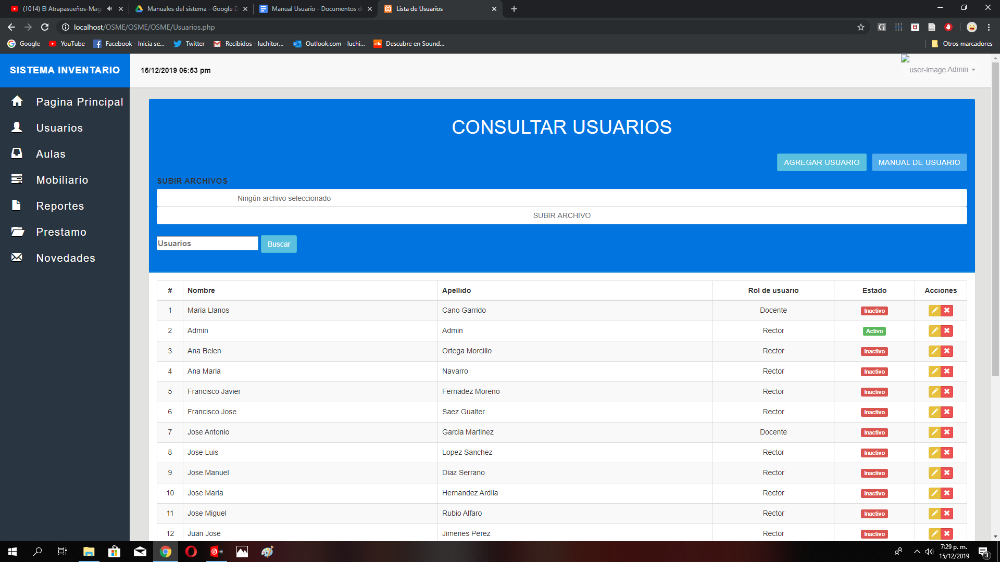 (1014) El Atrapasueños-Mäg
Manuales del sistema - Google D
Manual Usuario - Documentos d
Lista de Usuarios
localhost/OSME/OSME/OSME/Usuarios.php
Google
YouTube
Facebook - Inicia se...
Twitter
Recibidos - luchitor...
Outlook.com - luchi...
Descubre en Sound...
Otros marcadores
SISTEMA INVENTARIO
15/12/2019 06:53 pm
user-image Admin
Pagina Principal
Usuarios
Aulas
Mobiliario
Reportes
Prestamo
Novedades
CONSULTAR USUARIOS
AGREGAR USUARIO
MANUAL DE USUARIO
SUBIR ARCHIVOS
Ningún archivo seleccionado
SUBIR ARCHIVO
Usuarios
Buscar
# Nombre Apellido Rol de usuario Estado Acciones
1 Maria Llanos Cano Garrido Docente Inactivo
2 Admin Admin Rector Activo
3 Ana Belen Ortega Morcillo Rector Inactivo
4 Ana Maria Navarro Rector Inactivo
5 Francisco Javier Fernadez Moreno Rector Inactivo
6 Francisco Jose Saez Gualter Rector Inactivo
7 Jose Antonio Garcia Martinez Docente Inactivo
8 Jose Luis Lopez Sanchez Rector Inactivo
9 Jose Manuel Diaz Serrano Rector Inactivo
10 Jose Maria Hernandez Ardila Rector Inactivo
11 Jose Miguel Rubio Alfaro Rector Inactivo
12 Juan Jose Jimenes Perez Rector Inactivo
7:29 p. m.
15/12/2019
3